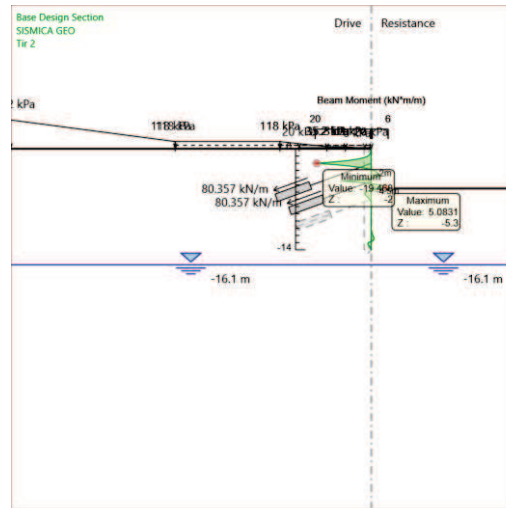 Base Design Section
SISMICA GEO
Tir 2
Drive
Resistance
kPa
Beam Moment (kN*m/m)
20
6
118 kPa
-2m
Minimum
Value: -19.468
Z : -2
80.357 kN/m
80.357 kN/m
Maximum
Value: 5.0831
Z : -5.3
-14
-16.1 m
-16.1 m